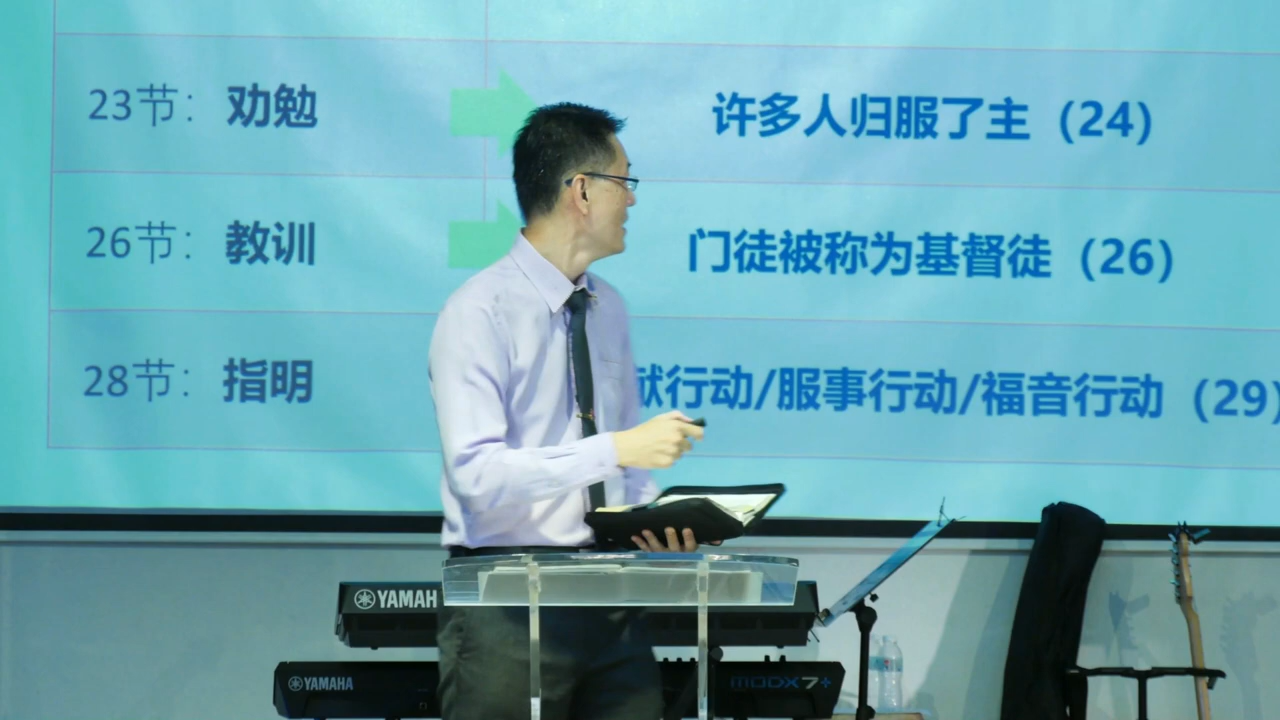 23节：劝勉
许多人归服了主（24）
26节：教训
门徒被称为基督徒（26）
28节：指明
献行动/服事行动/福音行动（29）
YAMAH
YAMAHA
MODX7+